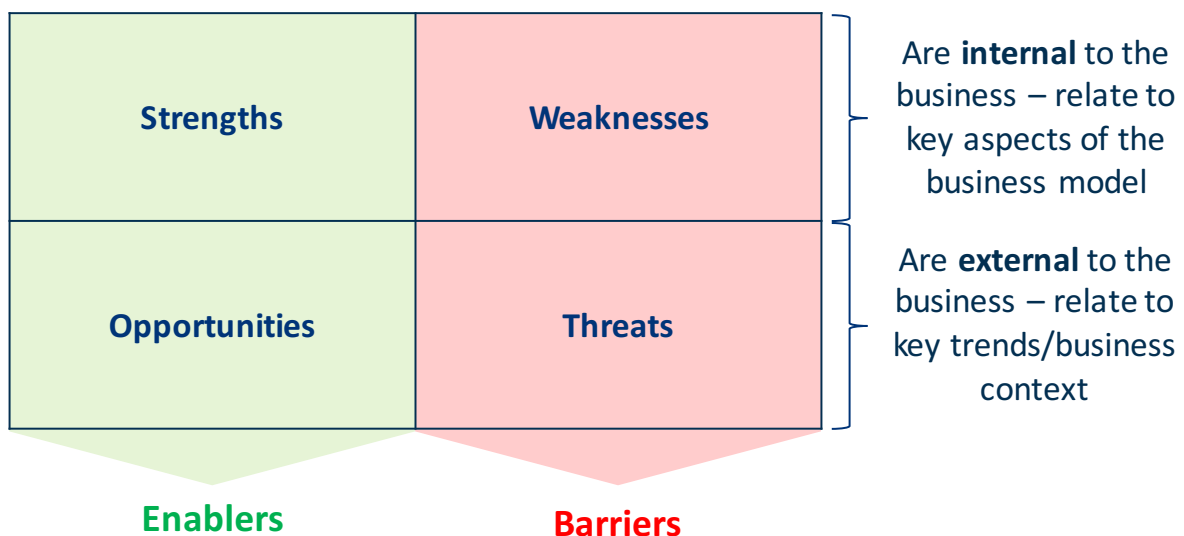 Strengths
Weaknesses
Are internal to the
business – relate to
key aspects of the
business model
Opportunities
Threats
Are external to the
business – relate to
key trends/business
context
Enablers
Barriers